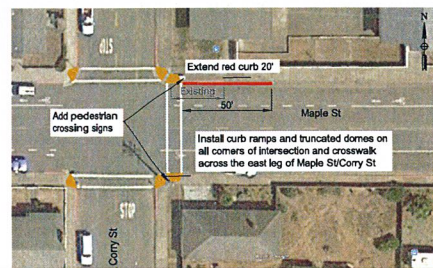 STOP
N
Extend red curb 20'
Existing
50'
Maple St
Add pedestrian
crossing signs
Install curb ramps and truncated domes on
all corners of intersection and crosswalk
across the east leg of Maple St/Corry St
STOP
Corry St